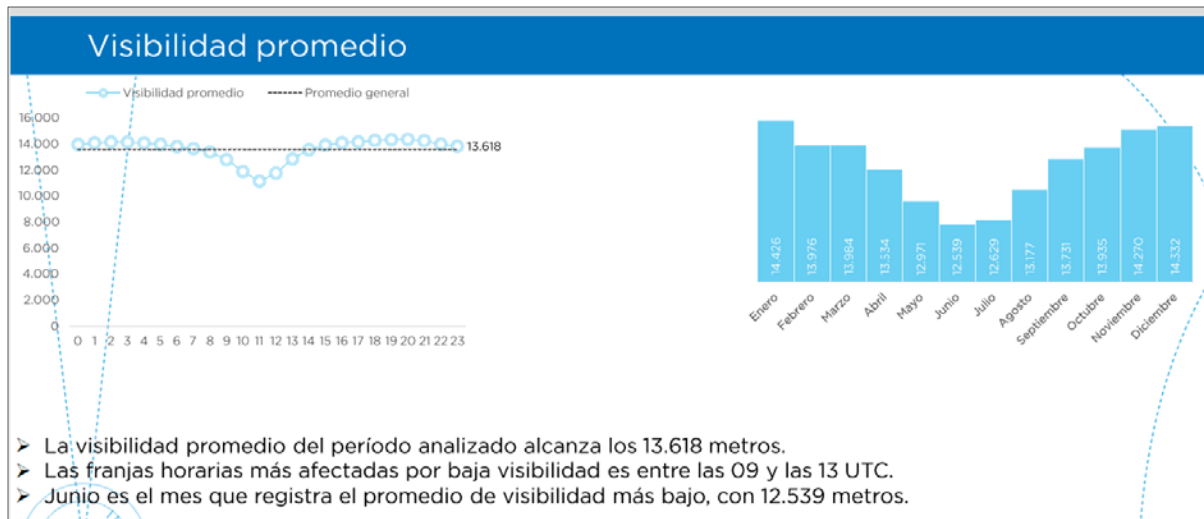 Visibilidad promedio
Visibilidad promedio Promedio general
16.000
14.000
12.000
10.000
8.000
6.000
4.000
2.000
0
13.618
0 1 2 3 4 5 6 7 8 9 10 11 12 13 14 15 16 17 18 19 20 21 22 23
14.426 13.976 13.984 13.534 12.971 12.539 12.629 13.177 13.731 13.935 14.270 14.332
Enero Febrero Marzo Abril Mayo Junio Julio Agosto Septiembre Octubre Noviembre Diciembre
➢ La visibilidad promedio del período analizado alcanza los 13.618 metros.
➢ Las franjas horarias más afectadas por baja visibilidad es entre las 09 y las 13 UTC.
➢ Junio es el mes que registra el promedio de visibilidad más bajo, con 12.539 metros.